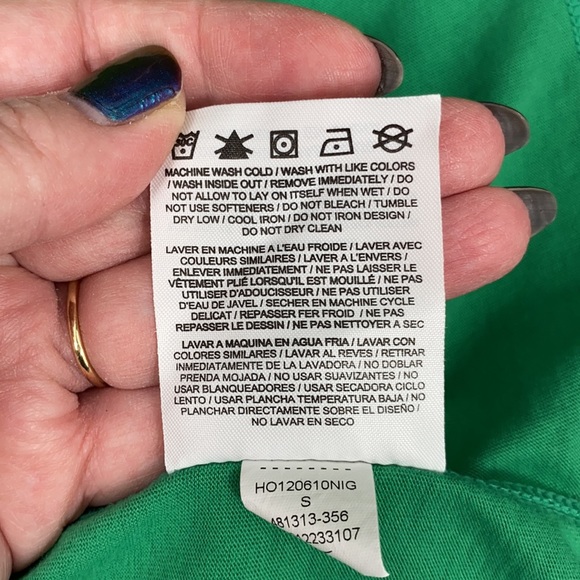 30C
MACHINE WASH COLD / WASH WITH LIKE COLORS
/ WASH INSIDE OUT / REMOVE IMMEDIATELY / DO
NOT ALLOW TO LAY ON ITSELF WHEN WET / DO
NOT USE SOFTENERS / DO NOT BLEACH / TUMBLE
DRY LOW / COOL IRON / DO NOT IRON DESIGN /
DO NOT DRY CLEAN
LAVER EN MACHINE A L'EAU FROIDE / LAVER AVEC
COULEURS SIMILAIRES / LAVER A L'ENVERS /
ENLEVER IMMEDIATEMENT / NE PAS LAISSER LE
VÊTEMENT PLIÉ LORSQU'IL EST MOUILLÉ / NE PAS
UTILISER D'ADOUCISSEUR / NE PAS UTILISER
D'EAU DE JAVEL / SECHER EN MACHINE CYCLE
DELICAT / REPASSER FER FROID / NE PAS
REPASSER LE DESSIN / NE PAS NETTOYER A SEC
LAVAR A MAQUINA EN AGUA FRIA / LAVAR CON
COLORES SIMILARES / LAVAR AL REVES / RETIRAR
INMEDIATAMENTE DE LA LAVADORA / NO DOBLAR
PRENDA MOJADA / NO USAR SUAVIZANTES / NO
USAR BLANQUEADORES / USAR SECADORA CICLO
LENTO / USAR PLANCHA TEMPERATURA BAJA / NO
PLANCHAR DIRECTAMENTE SOBRE EL DISEÑO /
NO LAVAR EN SECO
HO120610NIG
S
81313-356
2233107